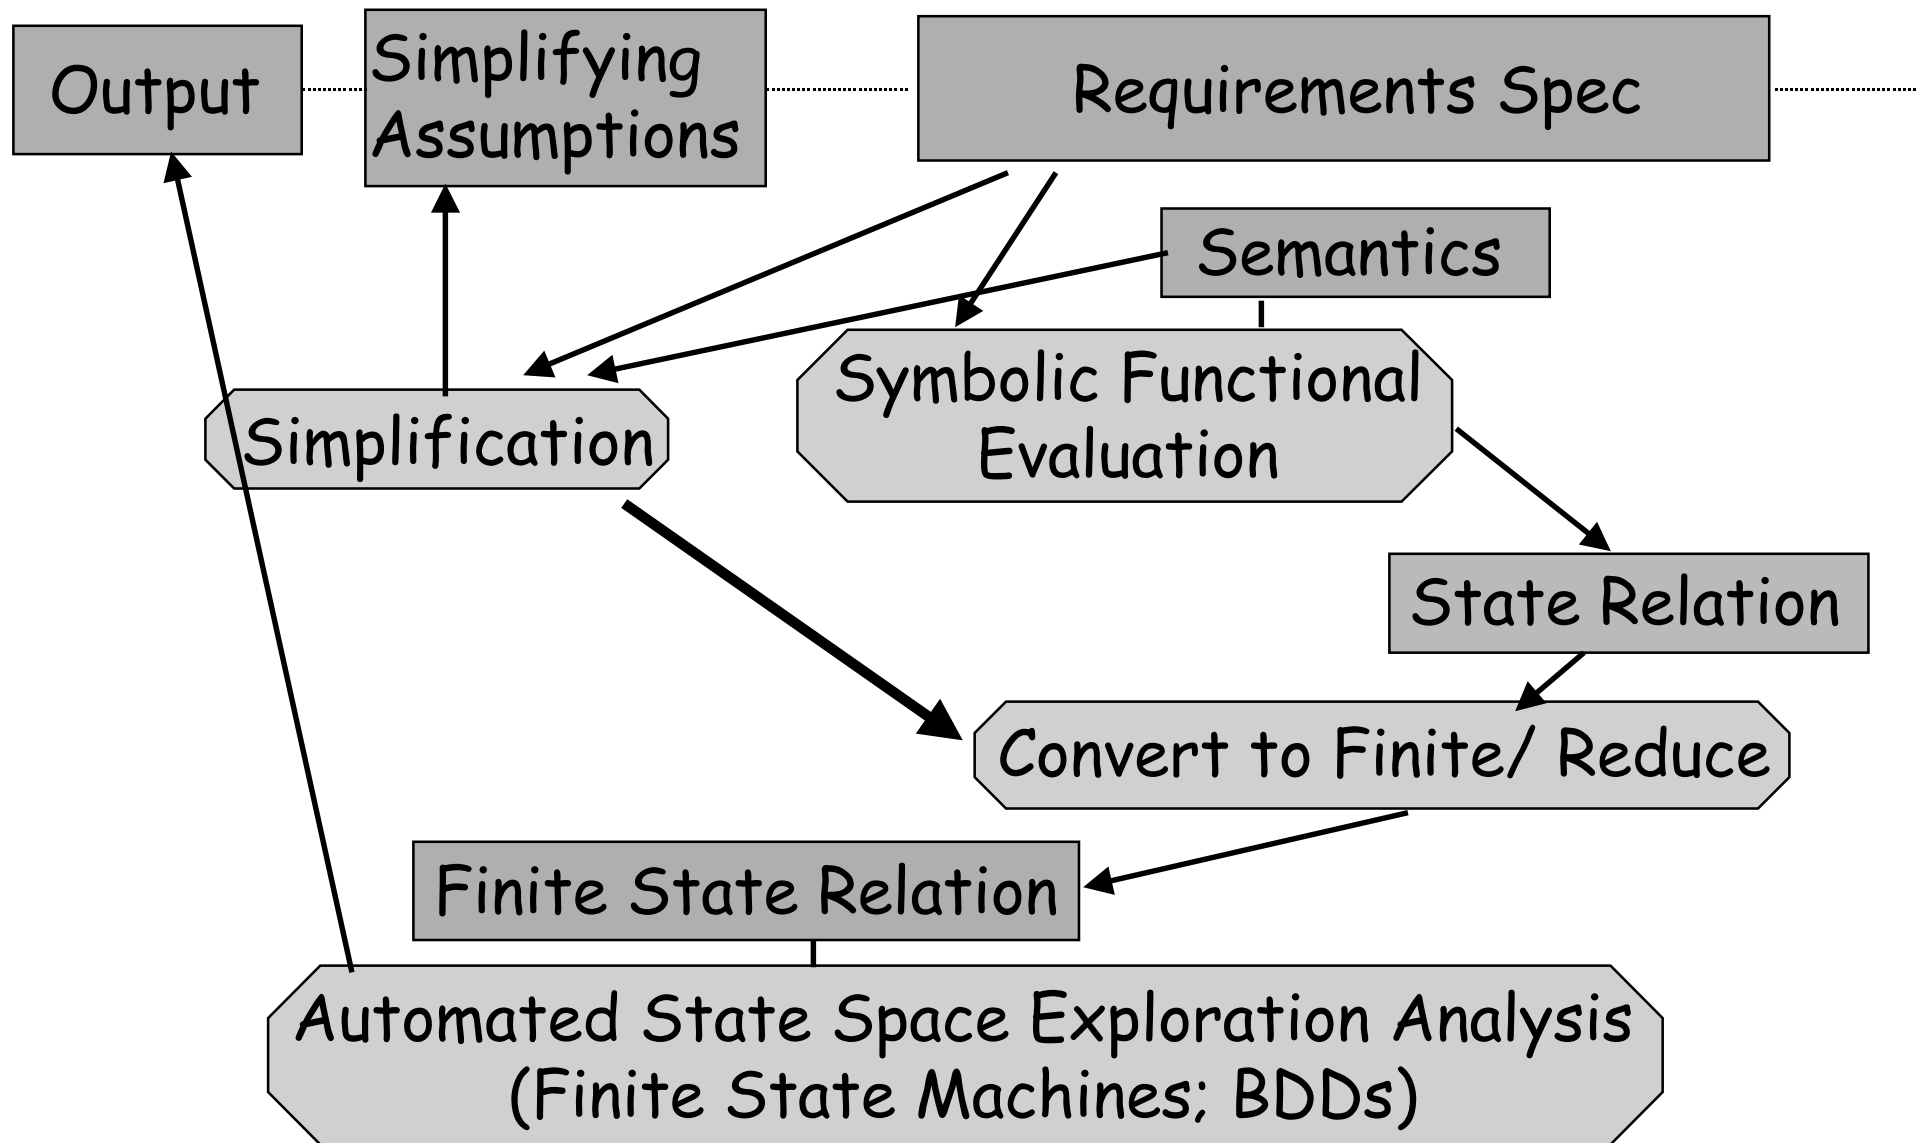 Output
Simplifying
Assumptions
Requirements Spec
Semantics
Symbolic Functional
Evaluation
Simplification
State Relation
Convert to Finite/ Reduce
Finite State Relation
Automated State Space Exploration Analysis
(Finite State Machines; BDDs)